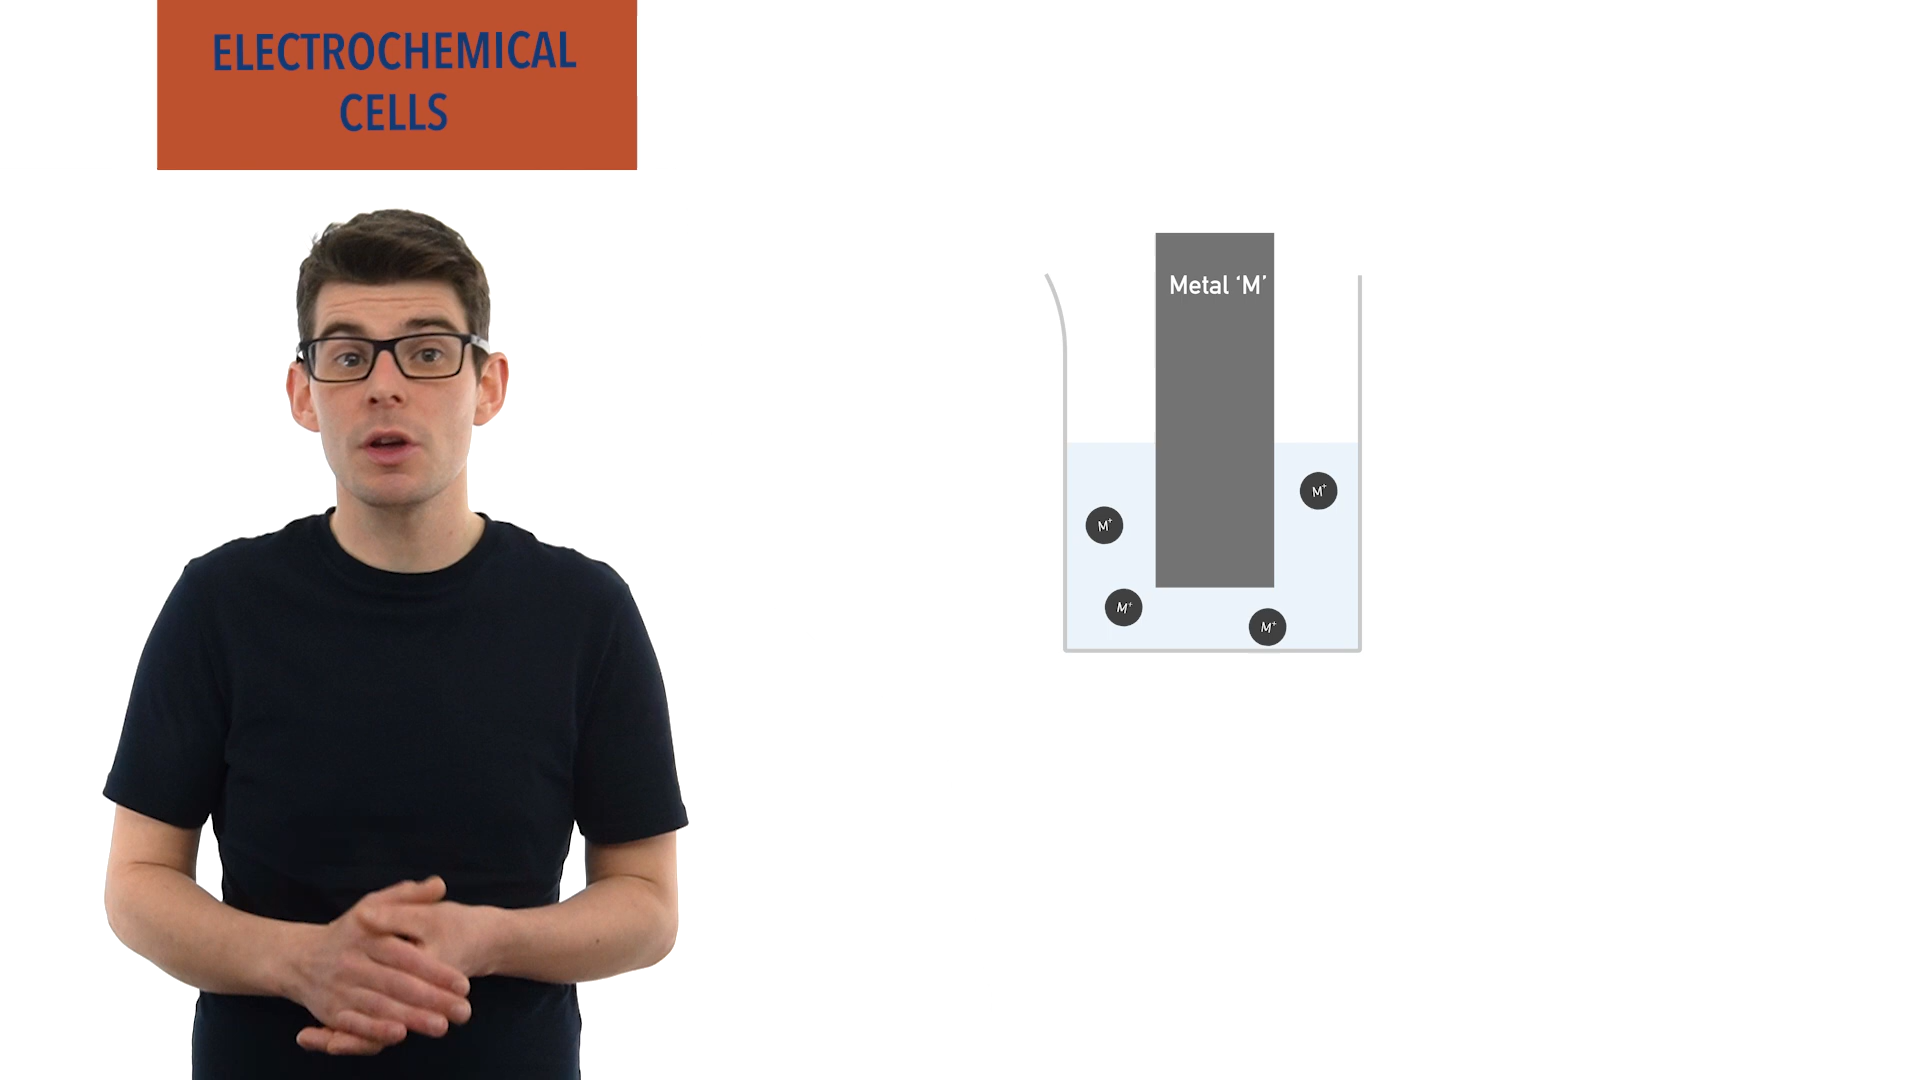 ELECTROCHEMICAL
CELLS
Metal ‘M’
M⁺
M⁺
M⁺
M⁺